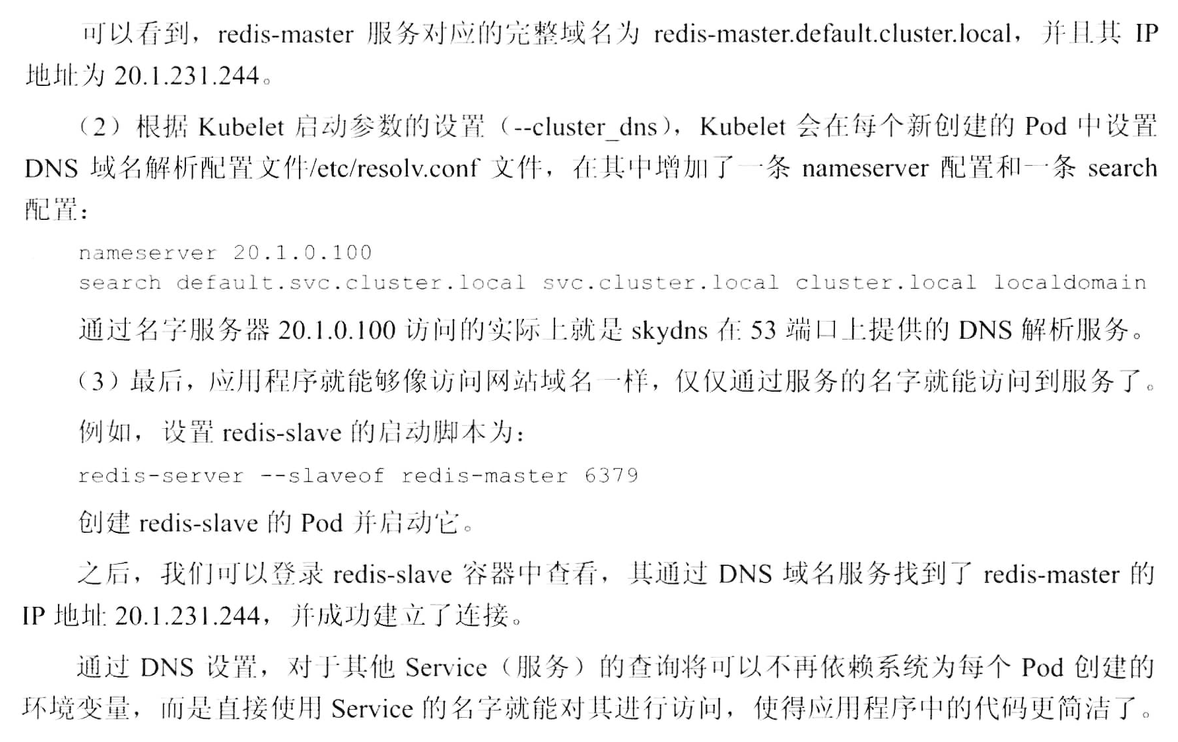 可以看到，redis-master 服务对应的完整域名为 redis-master.default.cluster.local，并且其 IP
地址为 20.1.231.244。
（2）根据 Kubelet 启动参数的设置（--cluster_dns），Kubelet 会在每个新创建的 Pod 中设置
DNS 域名解析配置文件/etc/resolv.conf 文件，在其中增加了一条 nameserver 配置和一条 search
配置：
nameserver 20.1.0.100
search default.svc.cluster.local svc.cluster.local cluster.local localdomain
通过名字服务器 20.1.0.100 访问的实际上就是 skydns 在 53 端口上提供的 DNS 解析服务。
（3）最后，应用程序就能够像访问网站域名一样，仅仅通过服务的名字就能访问到服务了。
例如，设置 redis-slave 的启动脚本为：
redis-server --slaveof redis-master 6379
创建 redis-slave 的 Pod 并启动它。
之后，我们可以登录 redis-slave 容器中查看，其通过 DNS 域名服务找到了 redis-master 的
IP 地址 20.1.231.244，并成功建立了连接。
通过 DNS 设置，对于其他 Service（服务）的查询将可以不再依赖系统为每个 Pod 创建的
环境变量，而是直接使用 Service 的名字就能对其进行访问，使得应用程序中的代码更简洁了。